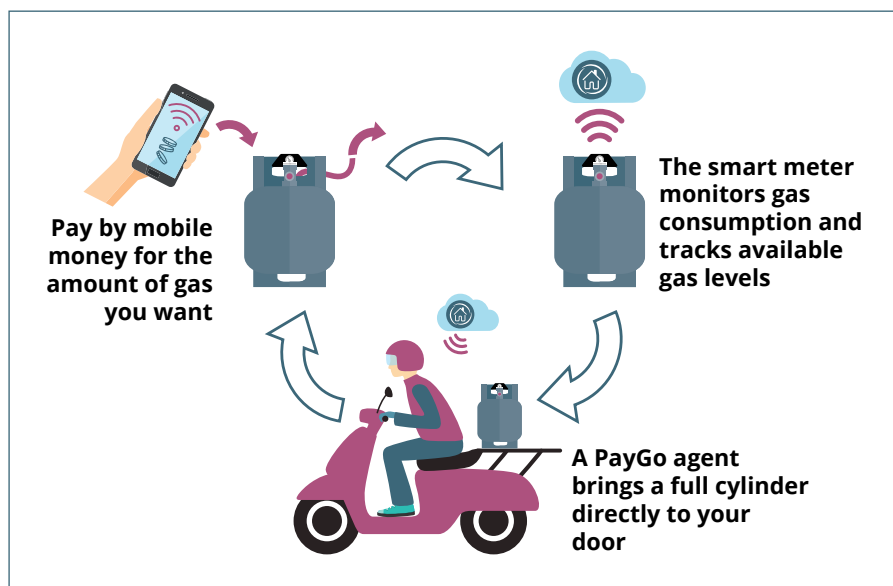 Pay by mobile
money for the
amount of gas
you want
The smart meter
monitors gas
consumption and
tracks available
gas levels
A PayGo agent
brings a full cylinder
directly to your
door